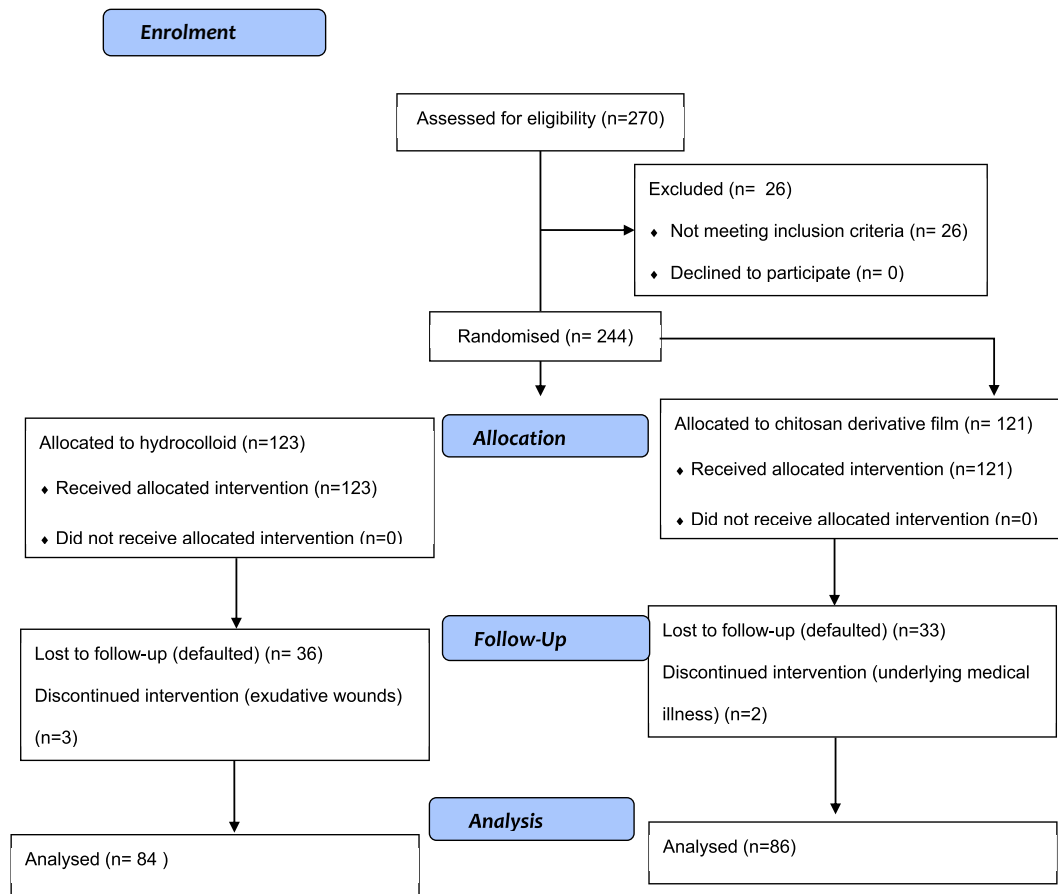 Enrolment
Assessed for eligibility (n=270)
Excluded (n= 26)
♦ Not meeting inclusion criteria (n= 26)
♦ Declined to participate (n= 0)
Randomised (n= 244)
Allocation
Allocated to hydrocolloid (n=123)
♦ Received allocated intervention (n=123)
♦ Did not receive allocated intervention (n=0)
Allocated to chitosan derivative film (n= 121)
♦ Received allocated intervention (n=121)
♦ Did not receive allocated intervention (n=0)
Follow-Up
Lost to follow-up (defaulted) (n= 36)
Discontinued intervention (exudative wounds)
(n=3)
Lost to follow-up (defaulted) (n=33)
Discontinued intervention (underlying medical
illness) (n=2)
Analysis
Analysed (n= 84 )
Analysed (n=86)